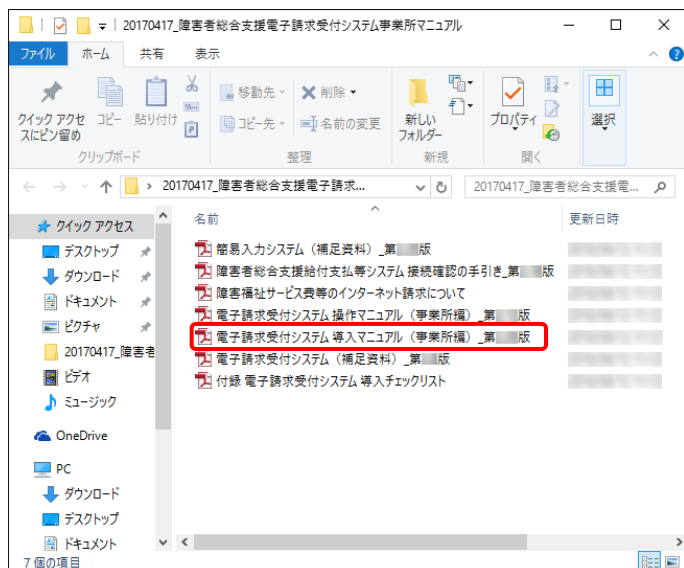 20170417_障害者総合支援電子請求受付システム事業所マニュアル
ファイル ホーム 共有 表示
クイック アクセスにピン留め
コピー
貼り付け
移動先
コピー先
削除
名前の変更
新しいフォルダー
プロパティ
選択
クリップボード 整理 新規 開く
20170417_障害者総合支援電子請求...
20170417_障害者総合支援電...
名前 更新日時
クイック アクセス
デスクトップ
ダウンロード
ドキュメント
ピクチャ
20170417_障害者
ビデオ
ミュージック
OneDrive
PC
ダウンロード
デスクトップ
ドキュメント
簡易入力システム（補足資料）_第 版
障害者総合支援給付支払等システム 接続確認の手引き_第 版
障害福祉サービス費等のインターネット請求について
電子請求受付システム 操作マニュアル（事業所編）_第 版
電子請求受付システム 導入マニュアル（事業所編）_第 版
電子請求受付システム（補足資料）_第 版
付録 電子請求受付システム 導入チェックリスト
7 個の項目